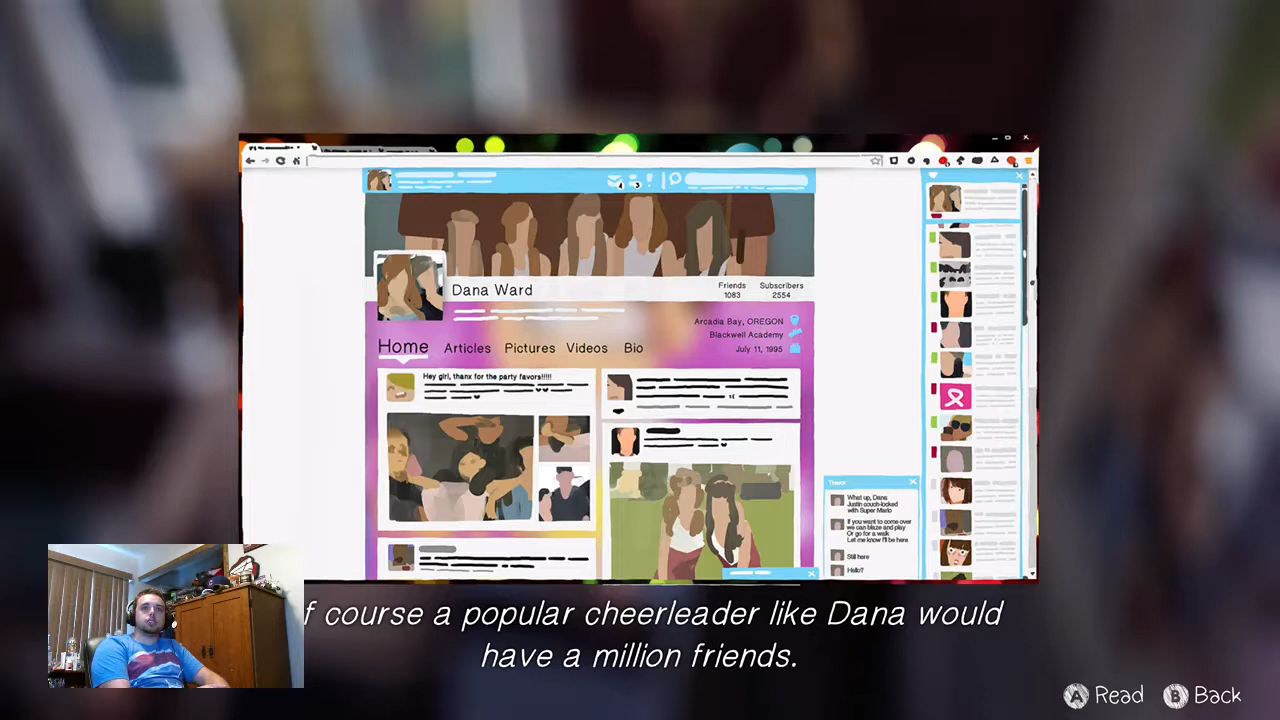 Dana Ward
Friends
1083
Subscribers
2554
Arcadia Bay, OREGON
Blackwell Academy
July 11, 1995
Home Articles Pictures Videos Bio
Hey girl, thanx for the party favors!!!!!
4 3
Trevor
What up, Dana
Justin couch-locked
with Super Mario
If you want to come over
we can blaze and play
Or go for a walk
Let me know I'll be here
Still here
Hello?
f course a popular cheerleader like Dana would
have a million friends.
A Read B Back